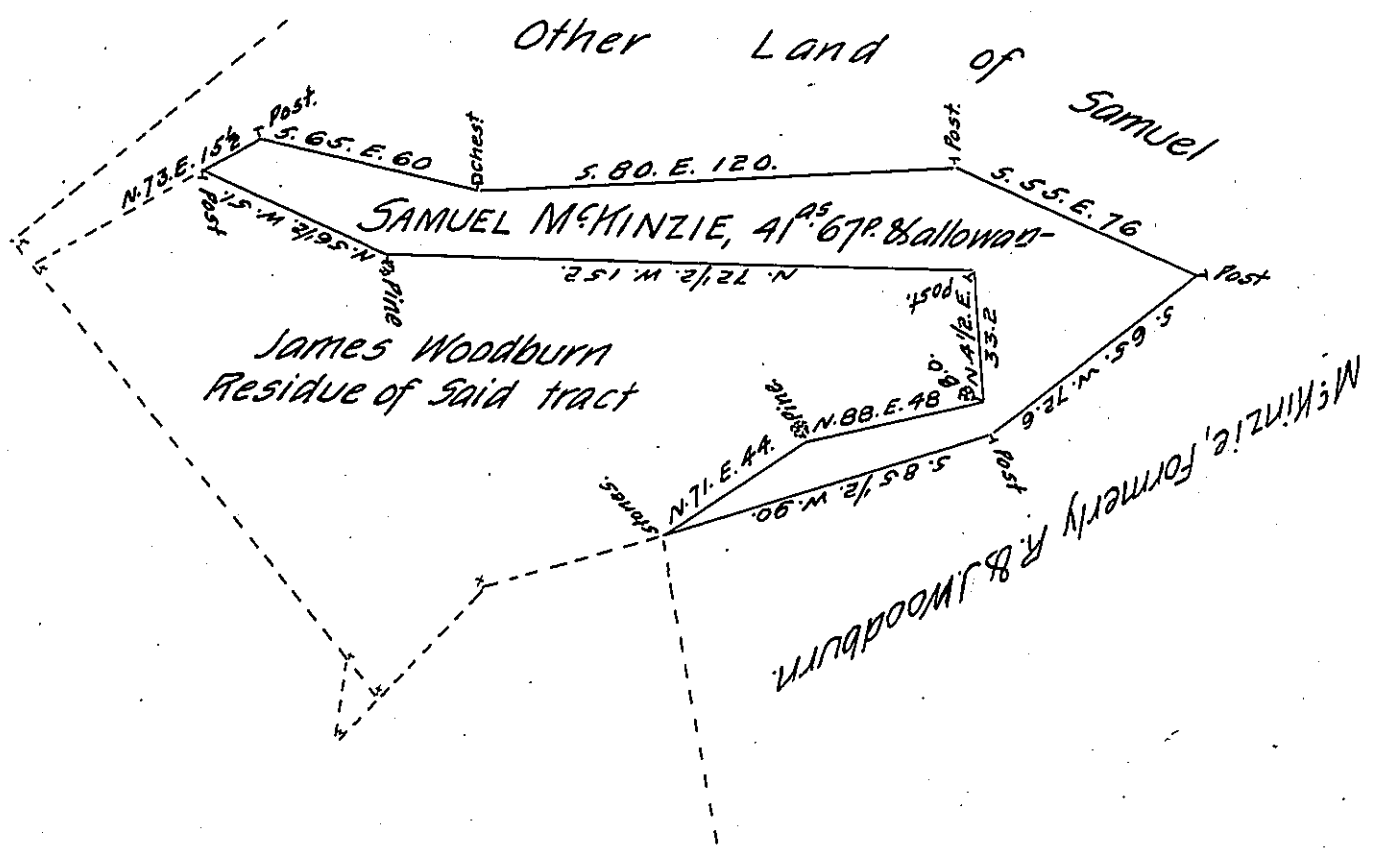 Other Land of Samuel
McKinzie, Formerly R. & J. Woodburn.
Post.
N.73.E.15½
S.65.E.60
chest
S.80.E.120.
Post.
S.55.E.76
Post
S.65.W.72.6
Post
S.85½.W.90.
stones.
N.71.E.44.
Pine.
N.88.E.48
B.O.
N.4½.E.
33.2
Post.
N.72½.W.152
Pine
N.56½.W.51.
Post
SAMUEL McKINZIE, 41as. 67P. & allowan-
James Woodburn
Residue of Said tract